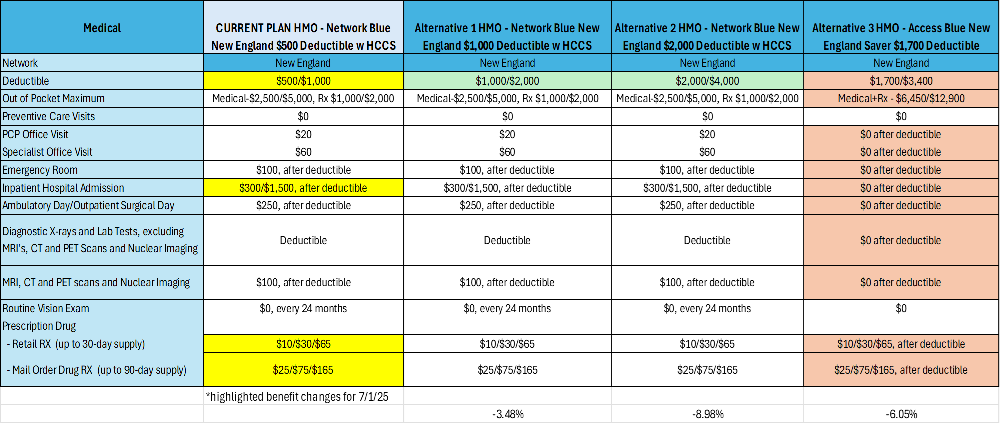 Medical
CURRENT PLAN HMO - Network Blue
New England $500 Deductible w HCCS
Alternative 1 HMO - Network Blue New
England $1,000 Deductible w HCCS
Alternative 2 HMO - Network Blue New
England $2,000 Deductible w HCCS
Alternative 3 HMO - Access Blue New
England Saver $1,700 Deductible
Network New England New England New England New England
Deductible $500/$1,000 $1,000/$2,000 $2,000/$4,000 $1,700/$3,400
Out of Pocket Maximum Medical-$2,500/$5,000, Rx $1,000/$2,000 Medical-$2,500/$5,000, Rx $1,000/$2,000 Medical-$2,500/$5,000, Rx $1,000/$2,000 Medical+Rx - $6,450/$12,900
Preventive Care Visits $0 $0 $0 $0
PCP Office Visit $20 $20 $20 $0 after deductible
Specialist Office Visit $60 $60 $60 $0 after deductible
Emergency Room $100, after deductible $100, after deductible $100, after deductible $0 after deductible
Inpatient Hospital Admission $300/$1,500, after deductible $300/$1,500, after deductible $300/$1,500, after deductible $0 after deductible
Ambulatory Day/Outpatient Surgical Day $250, after deductible $250, after deductible $250, after deductible $0 after deductible
Diagnostic X-rays and Lab Tests, excluding
MRI's, CT and PET Scans and Nuclear Imaging
Deductible Deductible Deductible $0 after deductible
MRI, CT and PET scans and Nuclear Imaging $100, after deductible $100, after deductible $100, after deductible $0 after deductible
Routine Vision Exam $0, every 24 months $0, every 24 months $0, every 24 months $0
Prescription Drug
- Retail RX (up to 30-day supply) $10/$30/$65 $10/$30/$65 $10/$30/$65 $10/$30/$65, after deductible
- Mail Order Drug RX (up to 90-day supply) $25/$75/$165 $25/$75/$165 $25/$75/$165 $25/$75/$165, after deductible
*highlighted benefit changes for 7/1/25
-3.48% -8.98% -6.05%